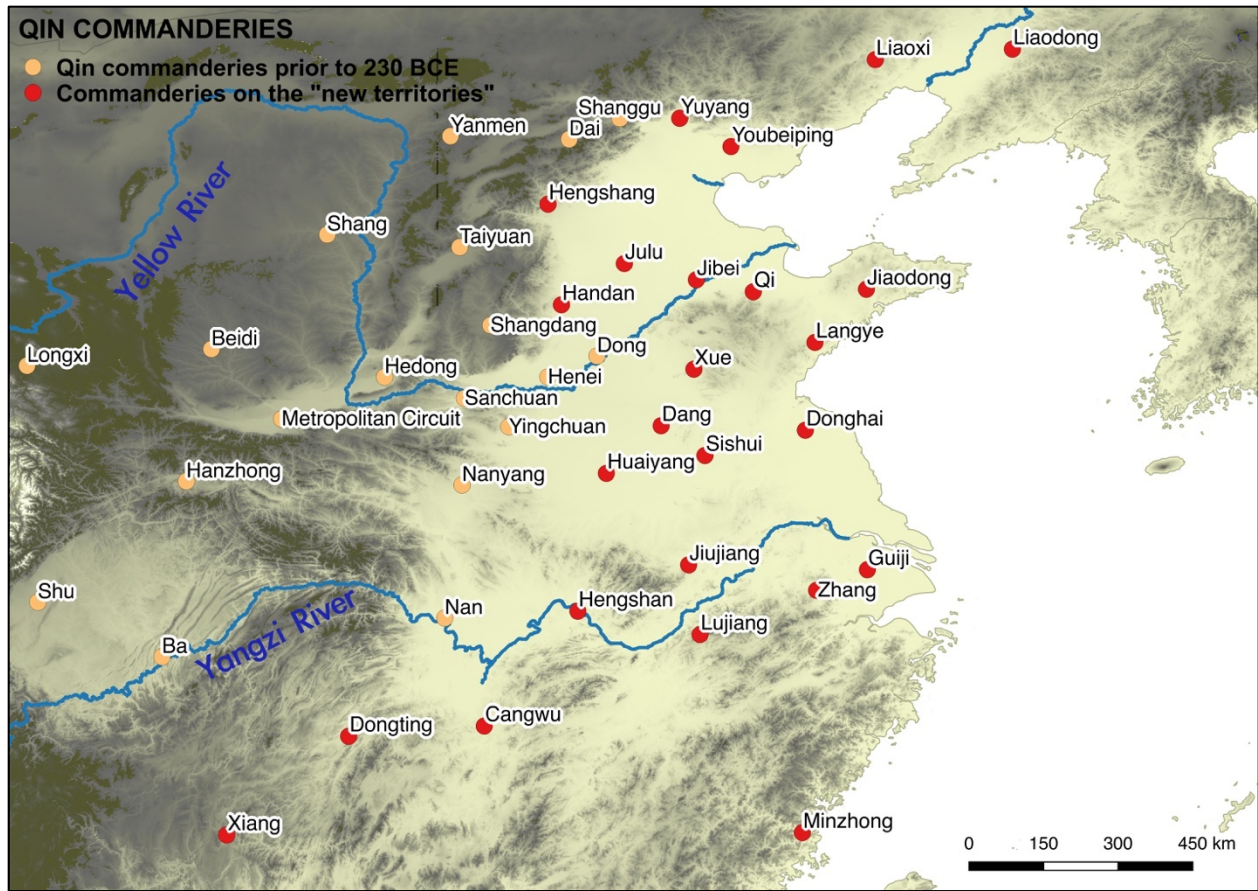 QIN COMMANDERIES
Qin commanderies prior to 230 BCE
Commanderies on the "new territories"
Liaoxi
Liaodong
Shanggu
Yuyang
Yanmen
Dai
Youbeiping
Hengshang
Shang
Taiyuan
Yellow River
Julu
Jibei
Qi
Jiaodong
Handan
Shangdang
Langye
Beidi
Dong
Longxi
Hedong
Henei
Xue
Sanchuan
Metropolitan Circuit
Yingchuan
Dang
Donghai
Sishui
Hanzhong
Nanyang
Huaiyang
Jiujiang
Guiji
Shu
Zhang
Nan
Hengshan
Yangzi River
Lujiang
Ba
Dongting
Cangwu
Xiang
Minzhong
0 150 300 450 km